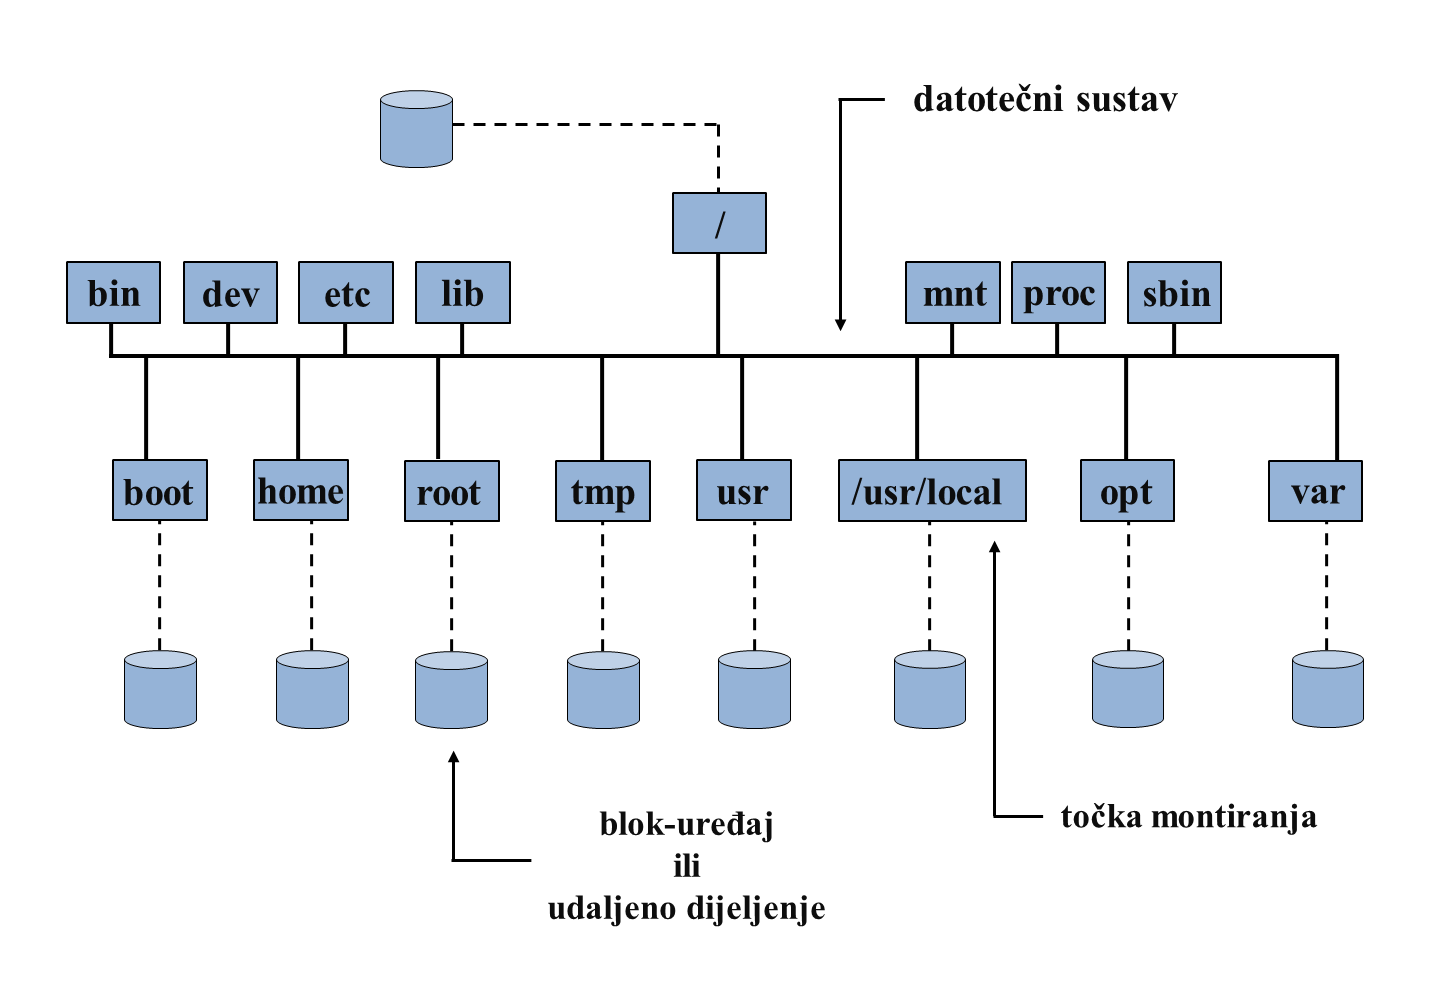 datotečni sustav
/
bin
dev
etc
lib
mnt
proc
sbin
boot
home
root
tmp
usr
/usr/local
opt
var
blok-uređaj
ili
udaljeno dijeljenje
točka montiranja